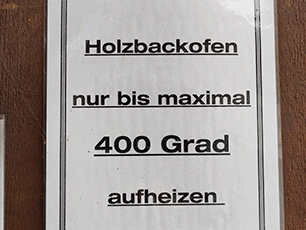 Holzbackofen
nur bis maximal
400 Grad
aufheizen